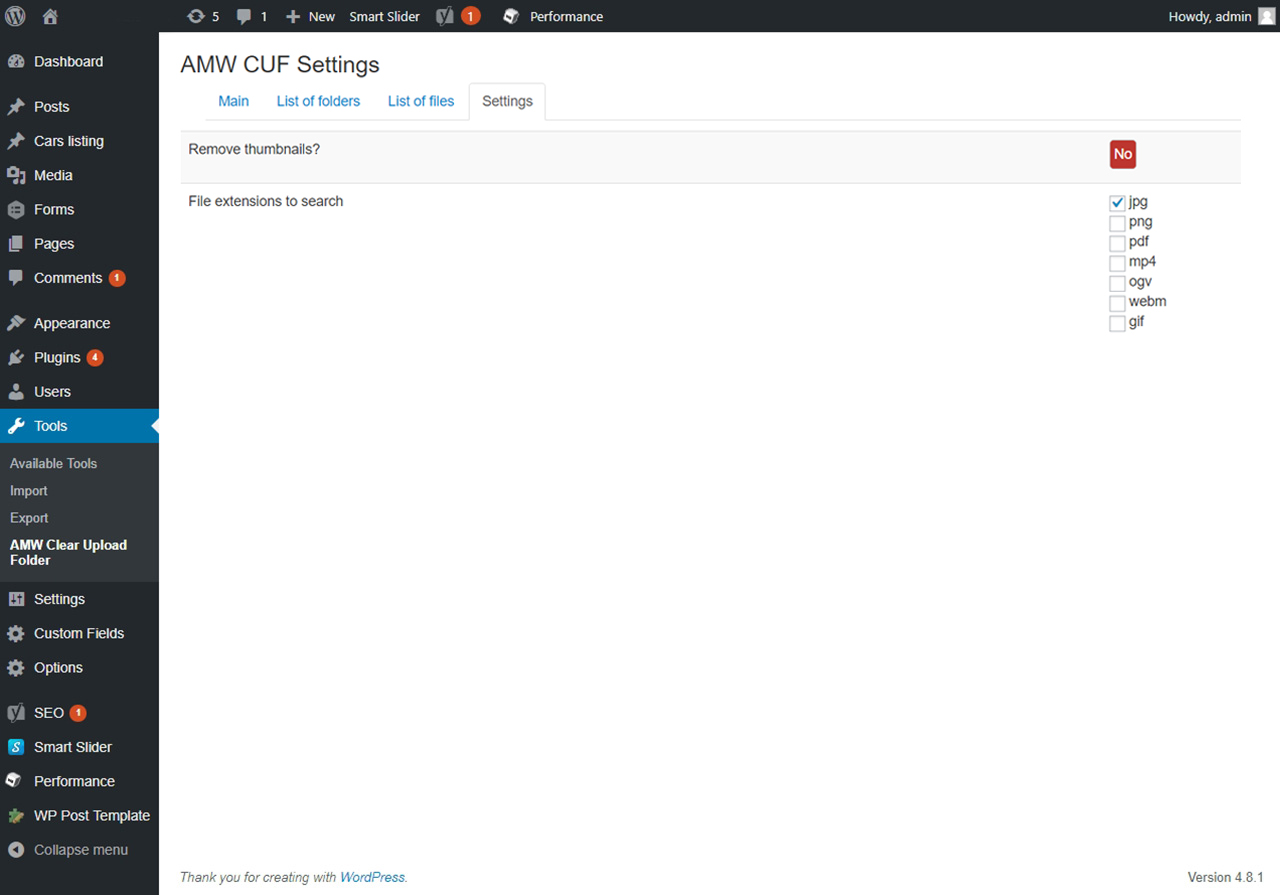 5 1 New Smart Slider 1 Performance Howdy, admin
Dashboard
Posts
Cars listing
Media
Forms
Pages
Comments 1
Appearance
Plugins 4
Users
Tools
Available Tools
Import
Export
AMW Clear Upload
Folder
Settings
Custom Fields
Options
SEO 1
Smart Slider
Performance
WP Post Template
Collapse menu
AMW CUF Settings
Main List of folders List of files Settings
Remove thumbnails? No
File extensions to search jpg
png
pdf
mp4
ogv
webm
gif
Thank you for creating with WordPress. Version 4.8.1